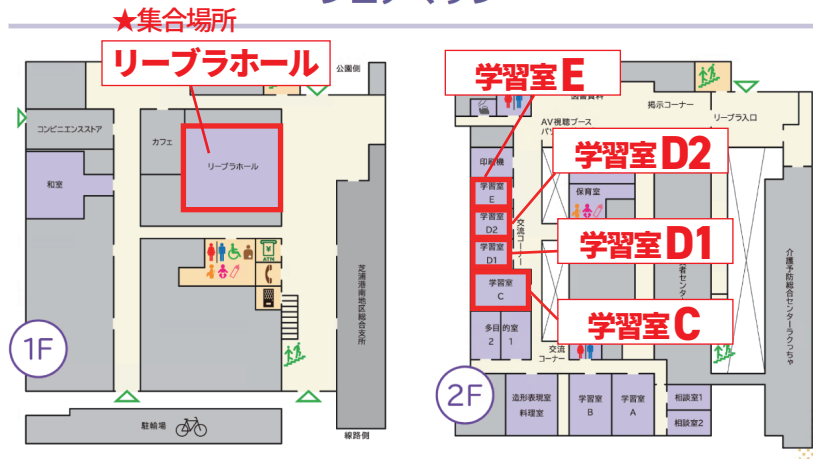 ★集合場所
リーブラホール
公園側
コンビニエンスストア
カフェ
リーブラホール
和室
ATM
芝浦港南地区総合支所
1F
駐輪場
線路側
学習室E
掲示コーナー
リーブラ入口
AV視聴ブース
印刷機
学習室D2
学習室
E
保育室
学習室
D2
交流コーナー
学習室D1
学習室
D1
学習室
C
学習室C
介護予防総合センターラクっちゃ
多目的室
2 1
交流
コーナー
2F
造形表現室
料理室
学習室
B
学習室
A
相談室1
相談室2